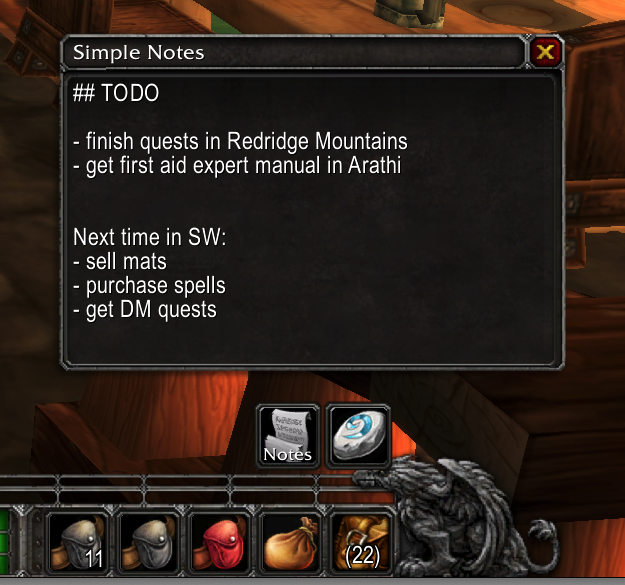 Simple Notes
## TODO
- finish quests in Redridge Mountains
- get first aid expert manual in Arathi
Next time in SW:
- sell mats
- purchase spells
- get DM quests
Notes
11
(22)